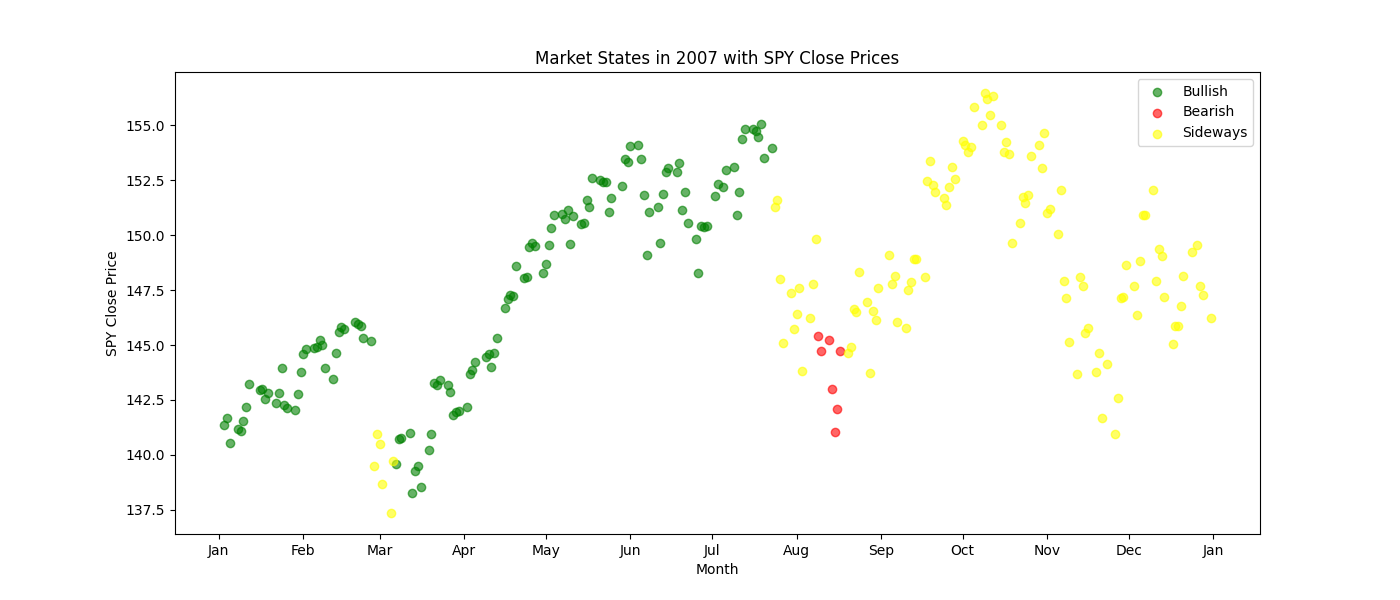 Market States in 2007 with SPY Close Prices
Bullish
Bearish
Sideways
SPY Close Price
155.0
152.5
150.0
147.5
145.0
142.5
140.0
137.5
Jan Feb Mar Apr May Jun Jul Aug Sep Oct Nov Dec Jan
Month